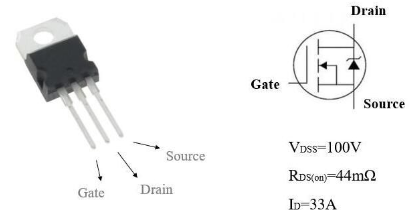 Drain
Gate
Source
Source
Drain
Gate
VDSS=100V
RDS(on)=44mΩ
ID=33A